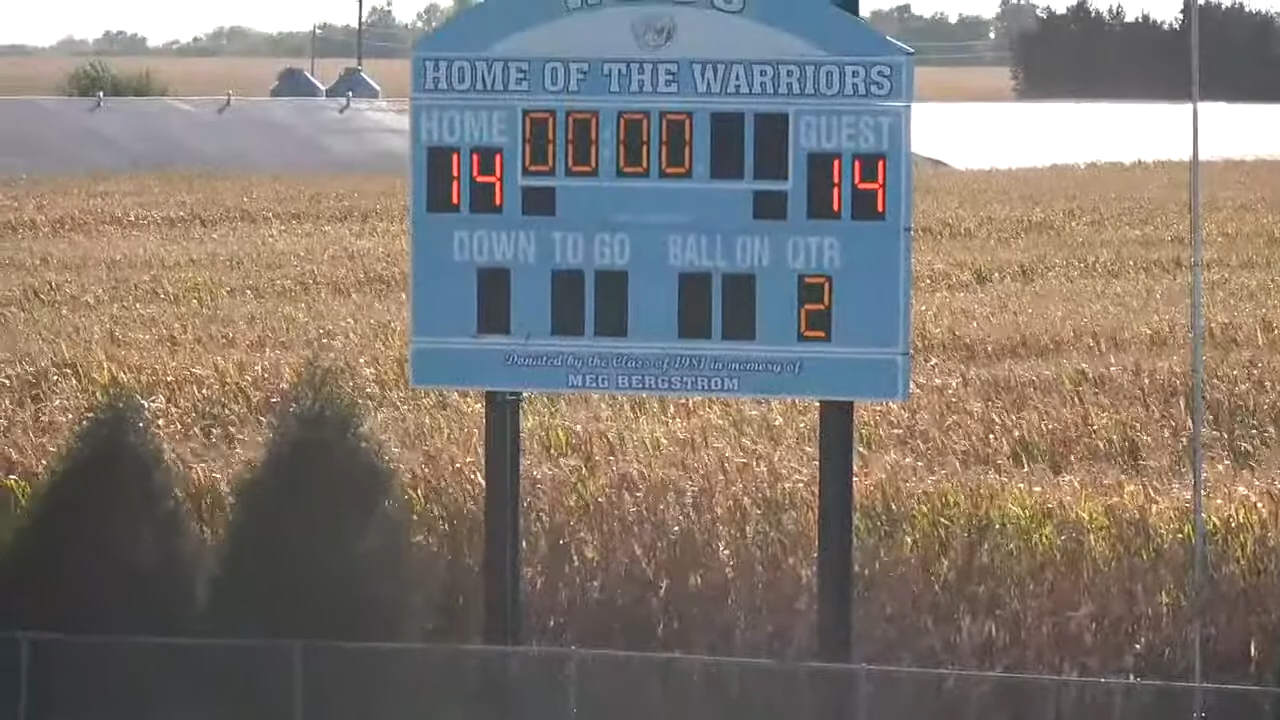 HOME OF THE WARRIORS
HOME 00:00 GUEST
14 14
DOWN TO GO BALL ON QTR
2
Donated by the Class of 1981 in memory of
MEG BERGSTROM